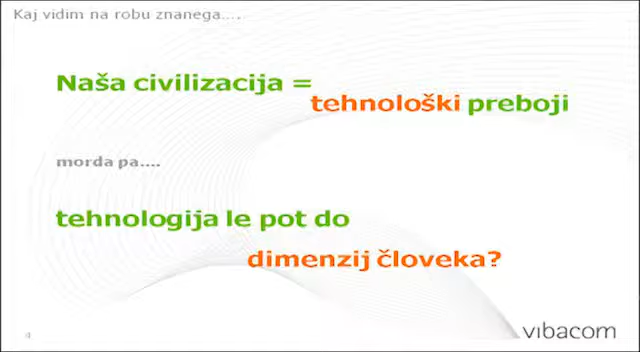 Kaj vidim na robu znanega....
Naša civilizacija =
tehnološki preboji
morda pa....
tehnologija le pot do
dimenzij človeka?
4
vibacom